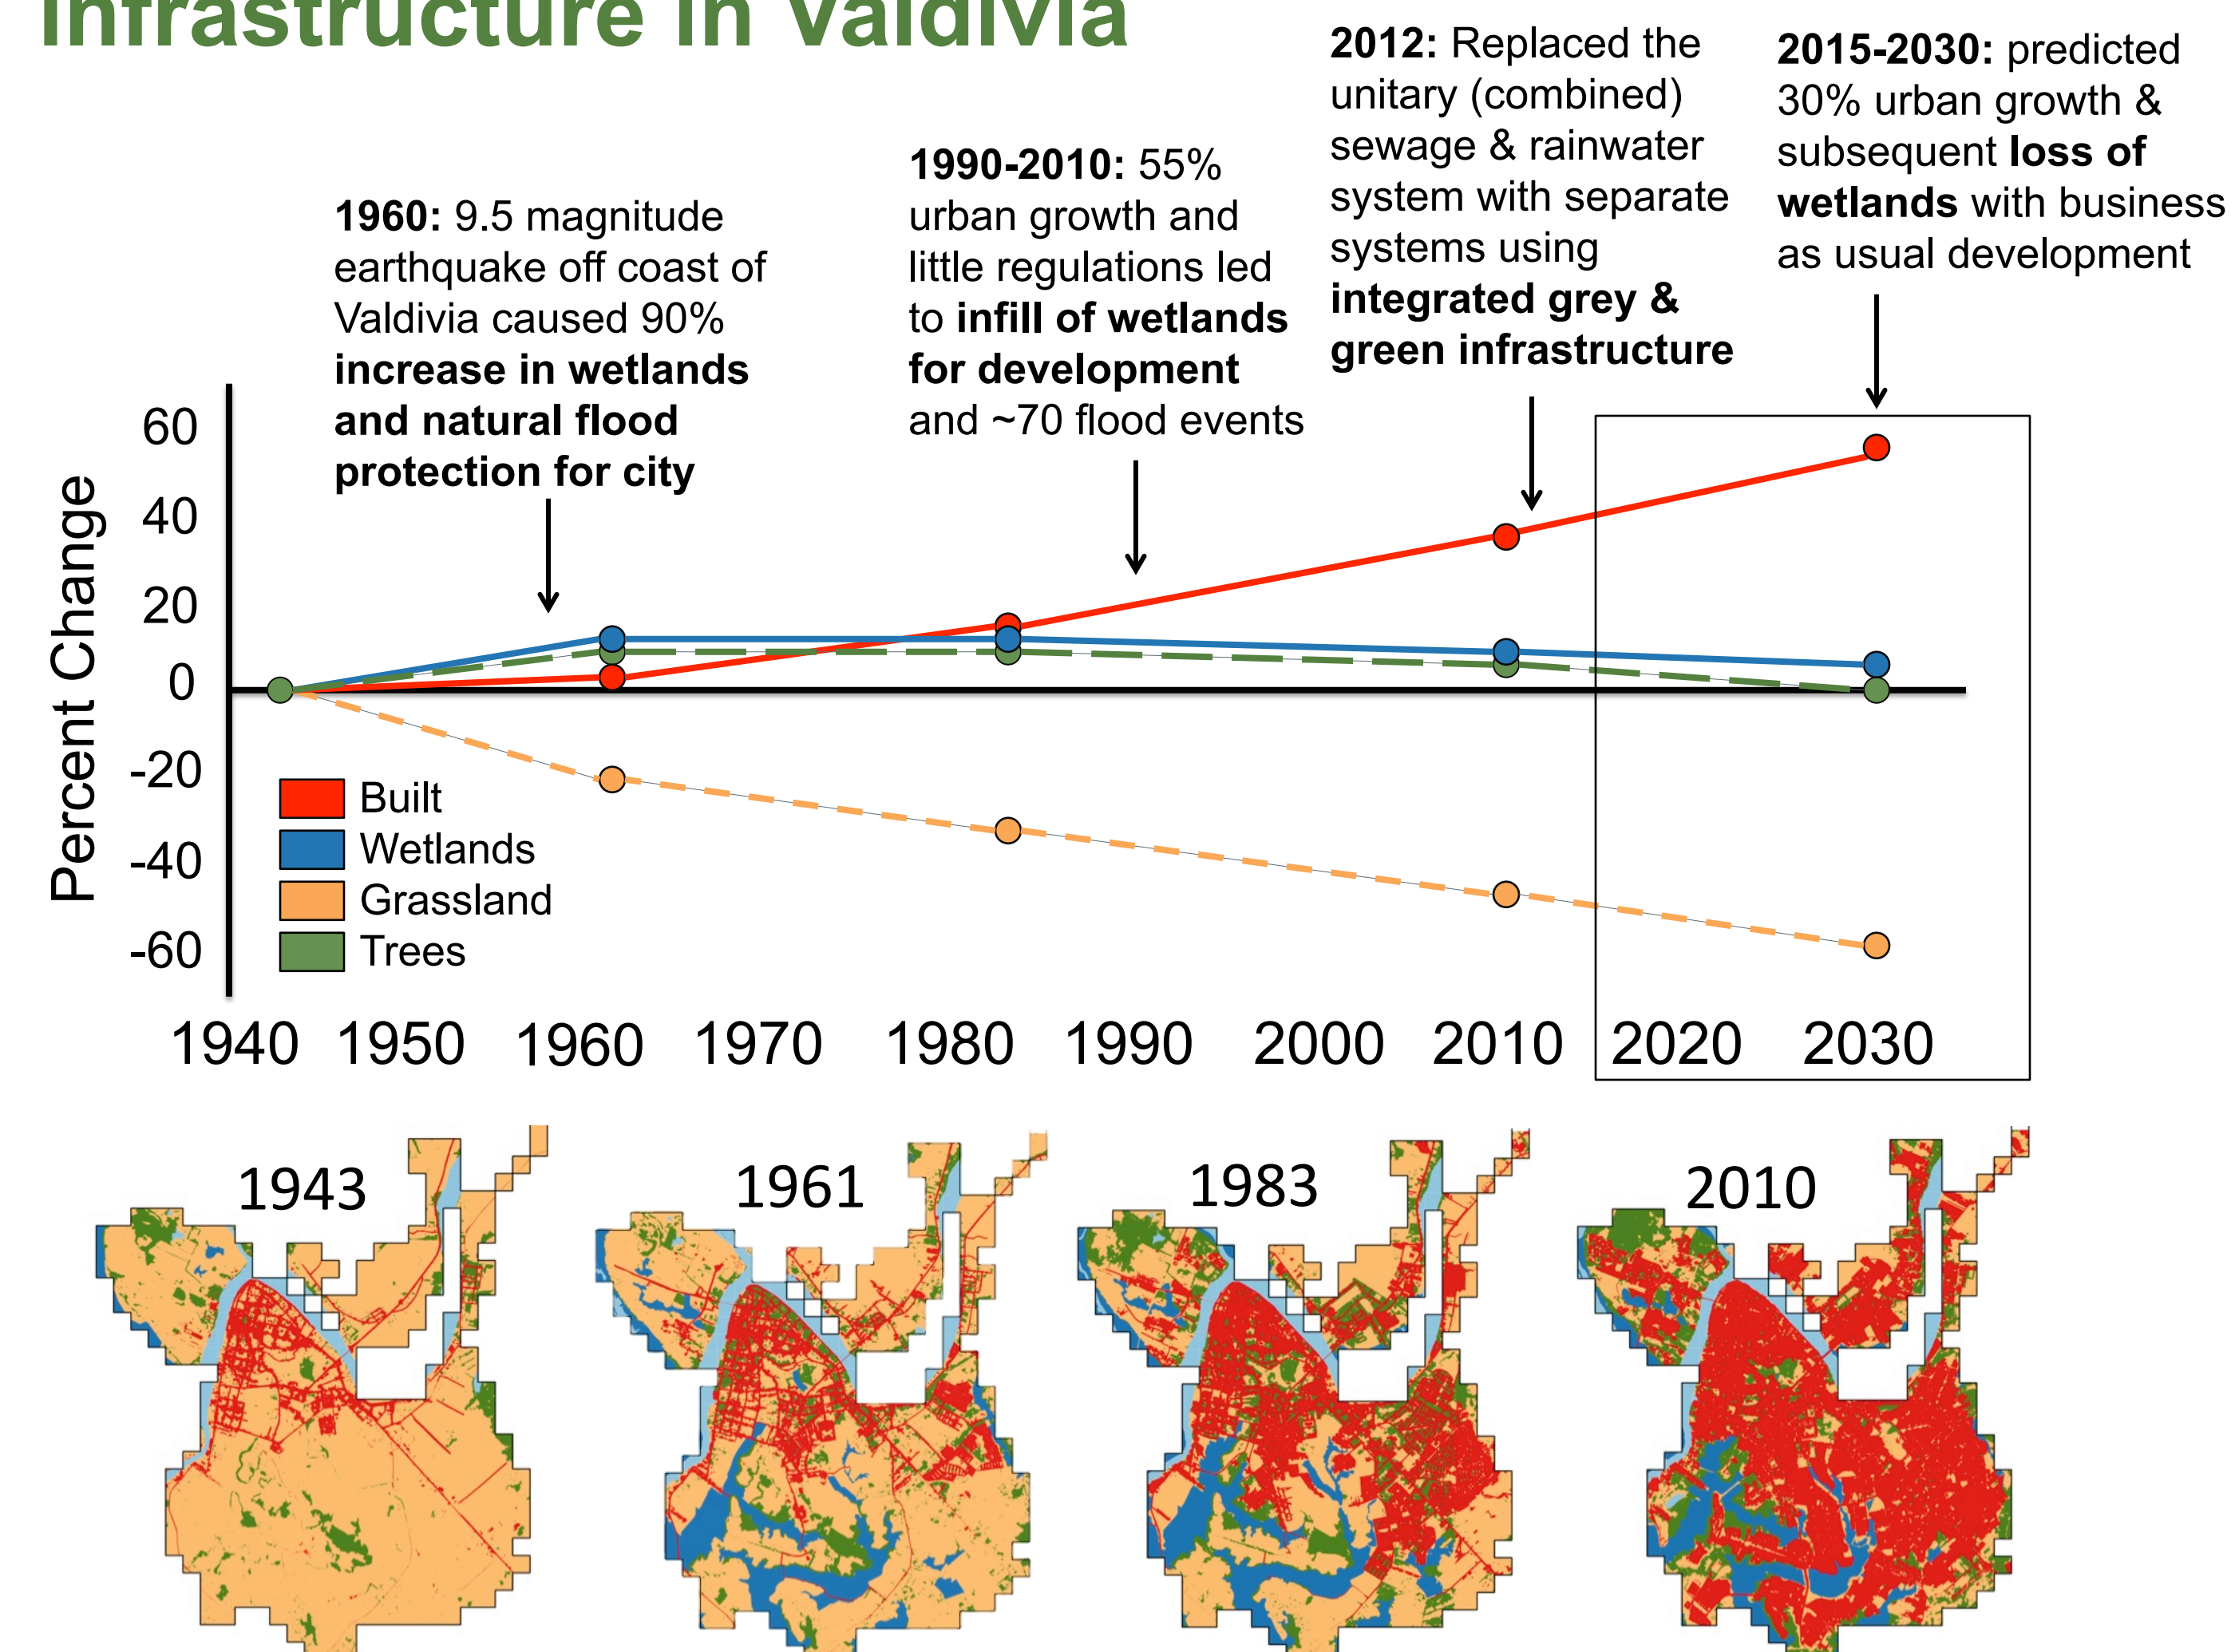 infrastructure in Valdivia
1960: 9.5 magnitude
earthquake off coast of
Valdivia caused 90%
increase in wetlands
and natural flood
protection for city
1990-2010: 55%
urban growth and
little regulations led
to infill of wetlands
for development
and ~70 flood events
2012: Replaced the
unitary (combined)
sewage & rainwater
system with separate
systems using
integrated grey &
green infrastructure
2015-2030: predicted
30% urban growth &
subsequent loss of
wetlands with business
as usual development
Percent Change
60
40
20
0
-20
-40
-60
Built
Wetlands
Grassland
Trees
1940 1950 1960 1970 1980 1990 2000 2010 2020 2030
1943 1961 1983 2010